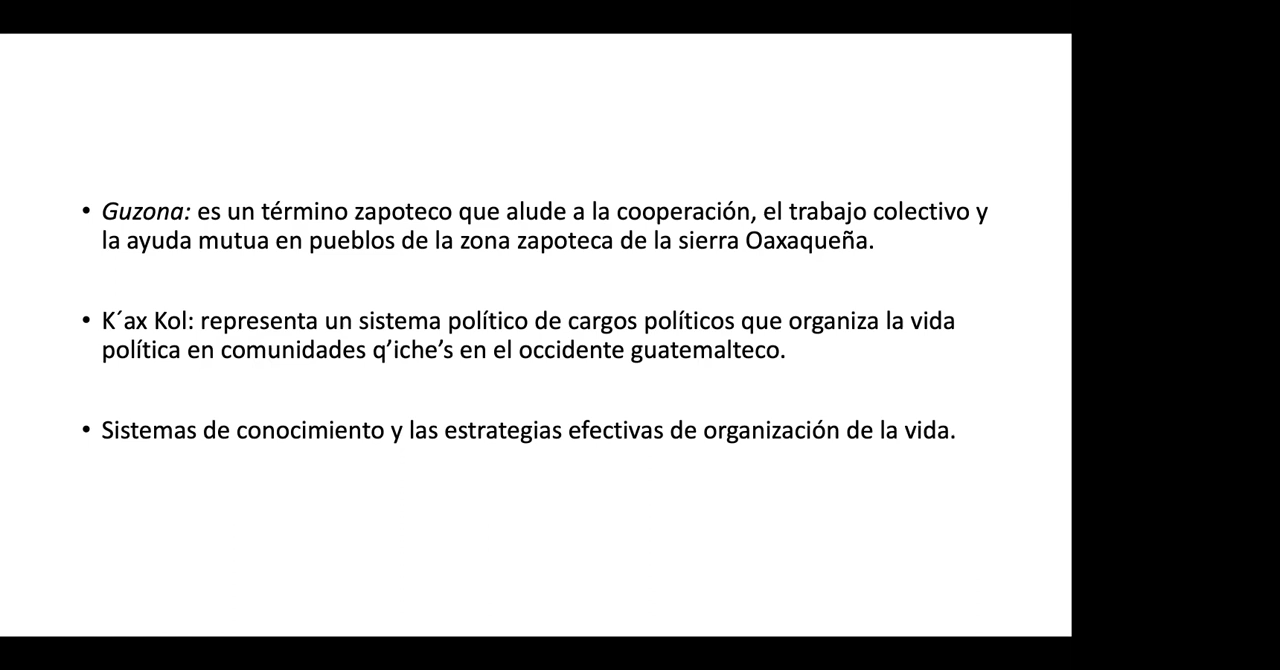 • Guzona: es un término zapoteco que alude a la cooperación, el trabajo colectivo y
la ayuda mutua en pueblos de la zona zapoteca de la sierra Oaxaqueña.
• K´ax Kol: representa un sistema político de cargos políticos que organiza la vida
política en comunidades q’iche’s en el occidente guatemalteco.
• Sistemas de conocimiento y las estrategias efectivas de organización de la vida.